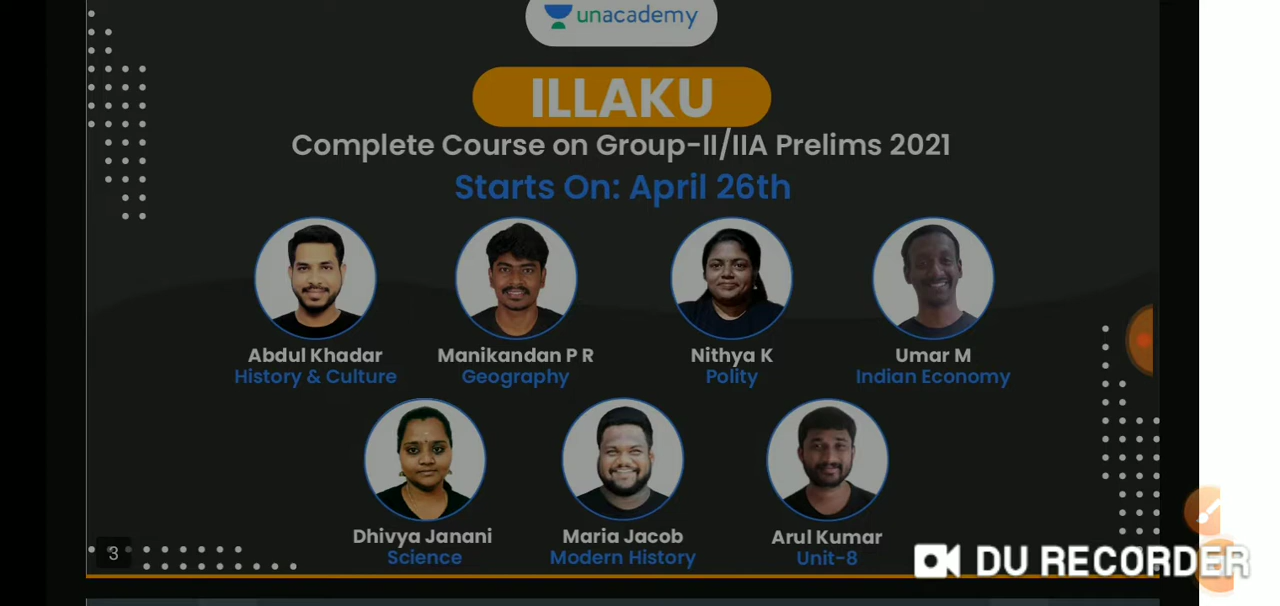 unacademy
ILLAKU
Complete Course on Group-II/IIA Prelims 2021
Starts On: April 26th
Abdul Khadar
History & Culture
Manikandan P R
Geography
Nithya K
Polity
Umar M
Indian Economy
Dhivya Janani
Science
Maria Jacob
Modern History
Arul Kumar
Unit-8
3
DU RECORDER